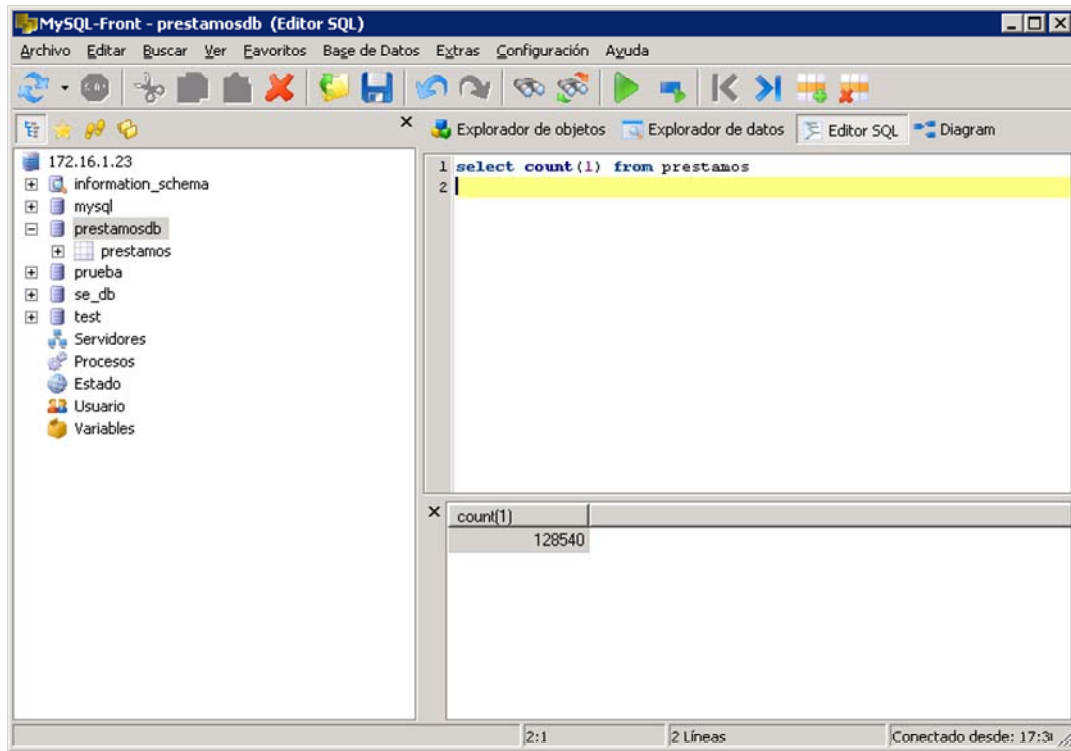 MySQL-Front - prestamosdb (Editor SQL)
Archivo Editar Buscar Ver Favoritos Base de Datos Extras Configuración Ayuda
Explorador de objetos Explorador de datos Editor SQL Diagram
172.16.1.23
information_schema
mysql
prestamosdb
prestamos
prueba
se_db
test
Servidores
Procesos
Estado
Usuario
Variables
1 select count(1) from prestamos
2
count(1)
128540
2:1 2 Líneas Conectado desde: 17:3